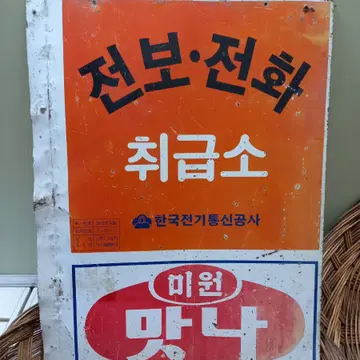 전보·전화
취급소
한국전기통신공사
미원
맛나